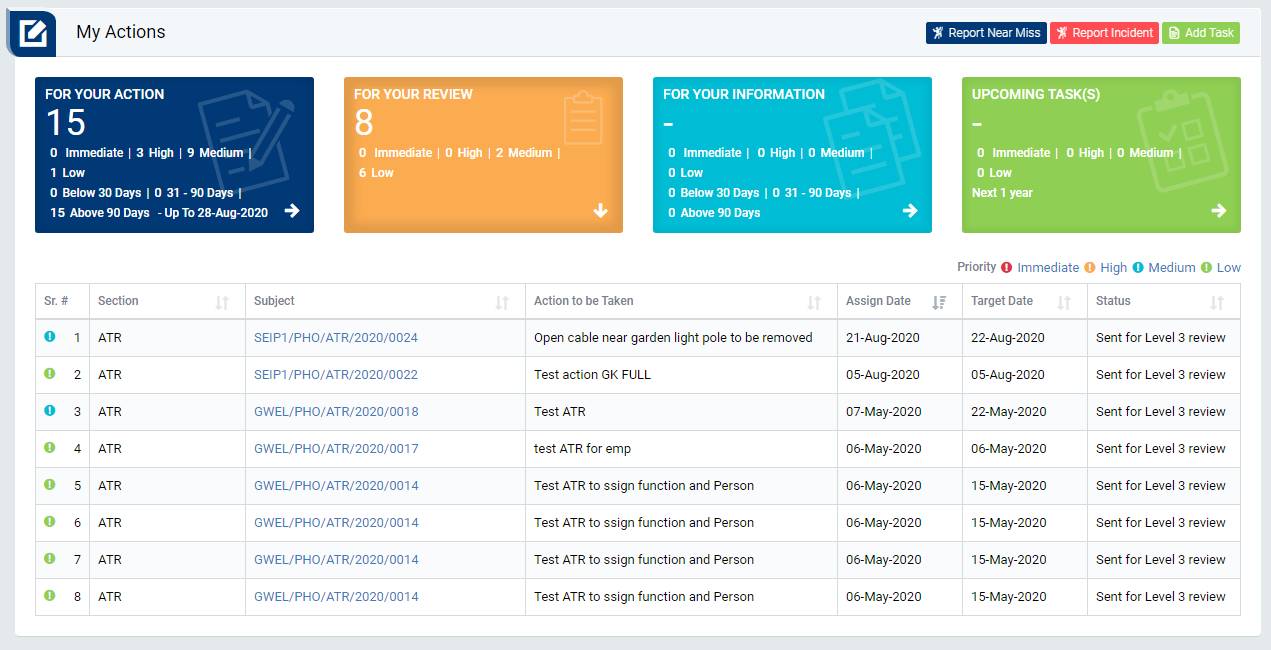 My Actions
Report Near Miss Report Incident Add Task
FOR YOUR ACTION
15
0 Immediate | 3 High | 9 Medium |
1 Low
0 Below 30 Days | 0 31 - 90 Days |
15 Above 90 Days - Up To 28-Aug-2020
FOR YOUR REVIEW
8
0 Immediate | 0 High | 2 Medium |
6 Low
FOR YOUR INFORMATION
–
0 Immediate | 0 High | 0 Medium |
0 Low
0 Below 30 Days | 0 31 - 90 Days |
0 Above 90 Days
UPCOMING TASK(S)
–
0 Immediate | 0 High | 0 Medium |
0 Low
Next 1 year
Priority Immediate High Medium Low
Sr. # Section Subject Action to be Taken Assign Date Target Date Status
1 ATR SEIP1/PHO/ATR/2020/0024 Open cable near garden light pole to be removed 21-Aug-2020 22-Aug-2020 Sent for Level 3 review
2 ATR SEIP1/PHO/ATR/2020/0022 Test action GK FULL 05-Aug-2020 05-Aug-2020 Sent for Level 3 review
3 ATR GWEL/PHO/ATR/2020/0018 Test ATR 07-May-2020 22-May-2020 Sent for Level 3 review
4 ATR GWEL/PHO/ATR/2020/0017 test ATR for emp 06-May-2020 06-May-2020 Sent for Level 3 review
5 ATR GWEL/PHO/ATR/2020/0014 Test ATR to ssign function and Person 06-May-2020 15-May-2020 Sent for Level 3 review
6 ATR GWEL/PHO/ATR/2020/0014 Test ATR to ssign function and Person 06-May-2020 15-May-2020 Sent for Level 3 review
7 ATR GWEL/PHO/ATR/2020/0014 Test ATR to ssign function and Person 06-May-2020 15-May-2020 Sent for Level 3 review
8 ATR GWEL/PHO/ATR/2020/0014 Test ATR to ssign function and Person 06-May-2020 15-May-2020 Sent for Level 3 review